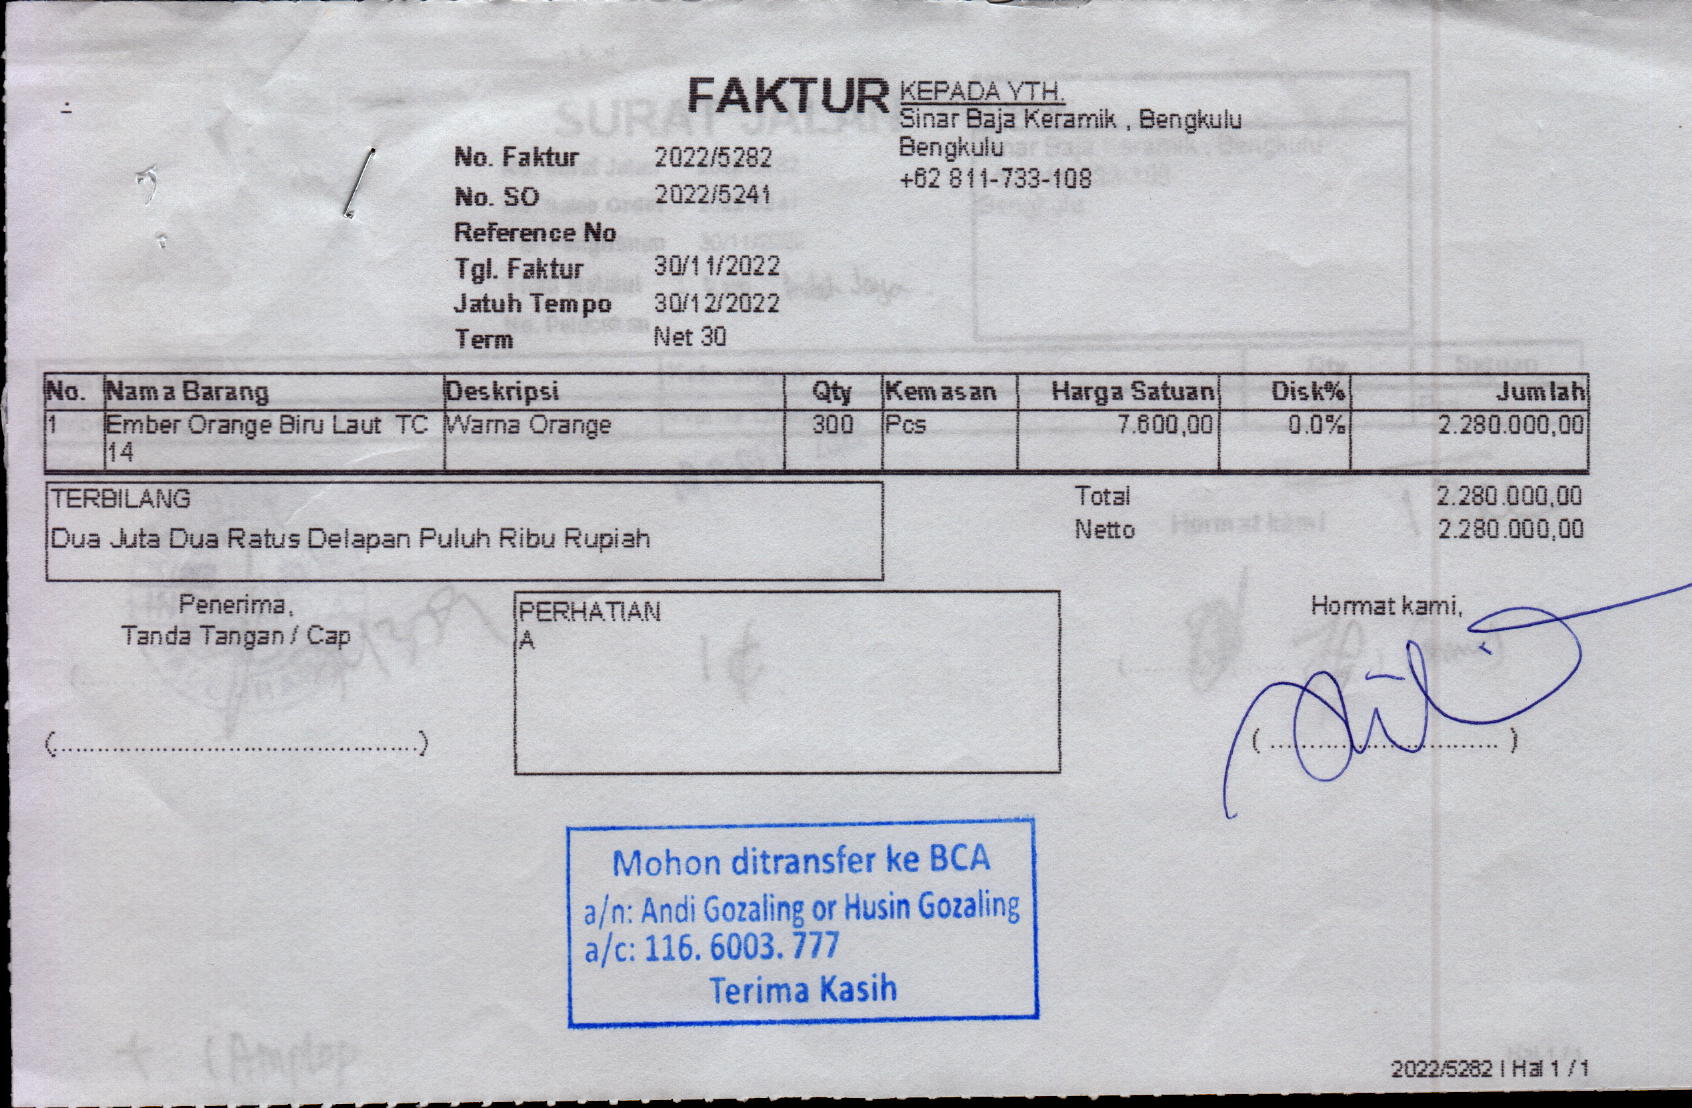 FAKTUR
KEPADA YTH.
Sinar Baja Keramik , Bengkulu
Bengkulu
+62 811-733-108
No. Faktur 2022/5282
No. SO 2022/5241
Reference No
Tgl. Faktur 30/11/2022
Jatuh Tempo 30/12/2022
Term Net 30
No. Nama Barang Deskripsi Qty Kemasan Harga Satuan Disk% Jumlah
1 Ember Orange Biru Laut TC Warna Orange 300 Pcs 7.600,00 0.0% 2.280.000,00
14
TERBILANG
Dua Juta Dua Ratus Delapan Puluh Ribu Rupiah
Total 2.280.000,00
Netto 2.280.000,00
Penerima,
Tanda Tangan / Cap
(................................................)
PERHATIAN
A
Hormat kami,
( .............................. )
Mohon ditransfer ke BCA
a/n: Andi Gozaling or Husin Gozaling
a/c: 116. 6003. 777
Terima Kasih
2022/5282 | Hal 1 / 1